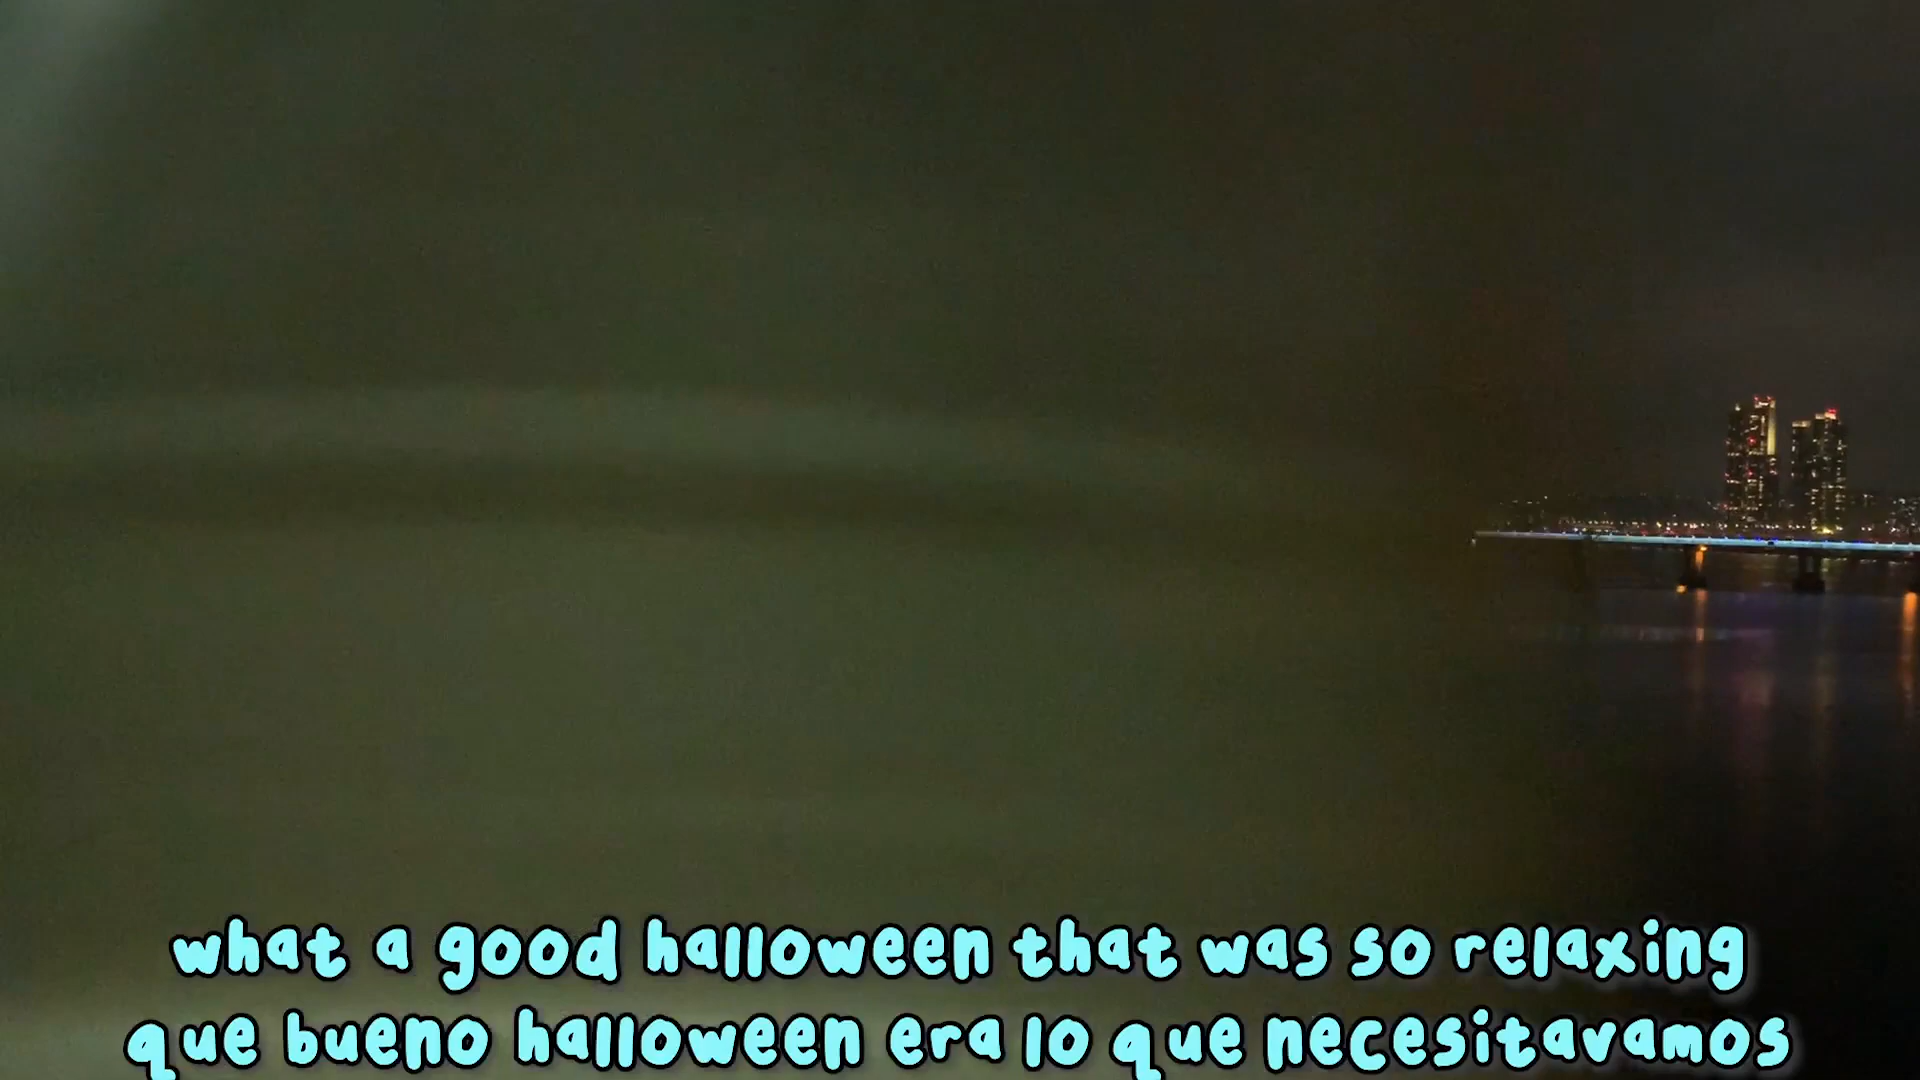 what a good halloween that was so relaxing
que bueno halloween era lo que necesitavamos